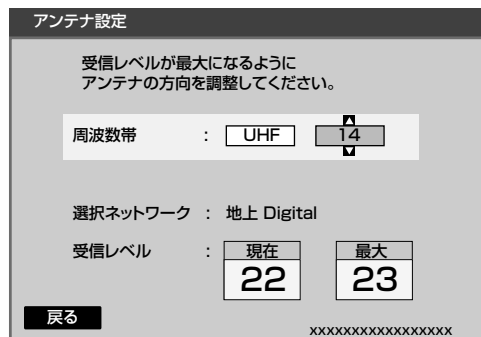 アンテナ設定
受信レベルが最大になるように
アンテナの方向を調整してください。
周波数帯 : UHF 14
選択ネットワーク : 地上 Digital
受信レベル : 現在 最大
22 23
戻る
xxxxxxxxxxxxxxxxx